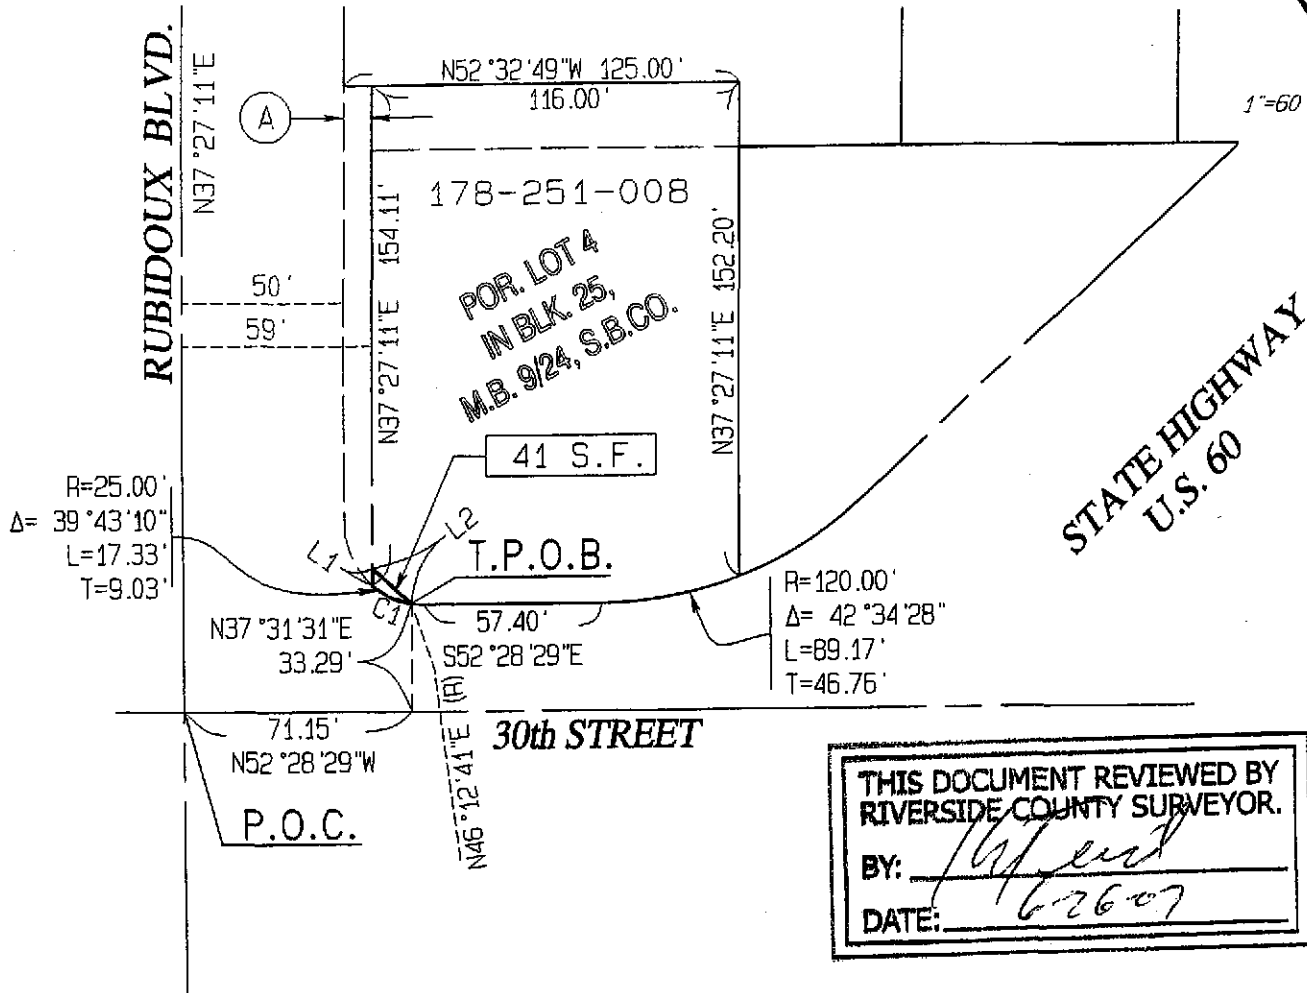 RUBIDOUX BLVD.
N37°27'11"E
A
N52°32'49"W 125.00'
116.00'
1"=60
178-251-008
N37°27'11"E 154.11'
POR. LOT 4
IN BLK. 25,
M.B. 9/24, S.B.CO.
N37°27'11"E 152.20'
50'
59'
41 S.F.
STATE HIGHWAY
U.S. 60
R=25.00'
Δ= 39°43'10"
L=17.33'
T=9.03'
L1
L2
T.P.O.B.
C1
N37°31'31"E
33.29'
57.40'
S52°28'29"E
R=120.00'
Δ= 42°34'28"
L=89.17'
T=46.76'
N46°12'41"E (R)
71.15'
N52°28'29"W
30th STREET
P.O.C.
THIS DOCUMENT REVIEWED BY
RIVERSIDE COUNTY SURVEYOR.
BY:
DATE: 6-26-07